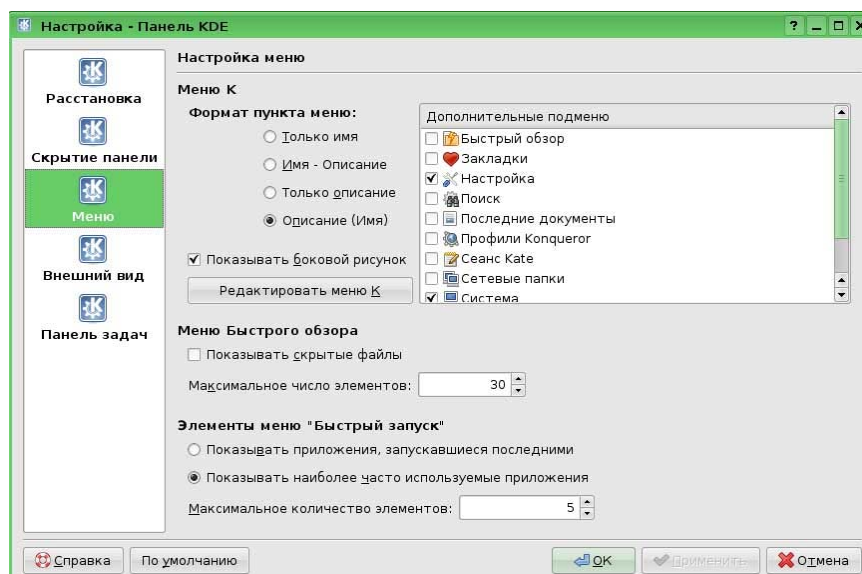 Настройка - Панель KDE
Расстановка
Скрытие панели
Меню
Внешний вид
Панель задач
Настройка меню
Меню K
Формат пункта меню:
Только имя
Имя - Описание
Только описание
Описание (Имя)
Показывать боковой рисунок
Редактировать меню K
Дополнительные подменю
Быстрый обзор
Закладки
Настройка
Поиск
Последние документы
Профили Konqueror
Сеанс Kate
Сетевые папки
Система
Меню Быстрого обзора
Показывать скрытые файлы
Максимальное число элементов: 30
Элементы меню "Быстрый запуск"
Показывать приложения, запускавшиеся последними
Показывать наиболее часто используемые приложения
Максимальное количество элементов: 5
Справка По умолчанию OK Применить Отмена